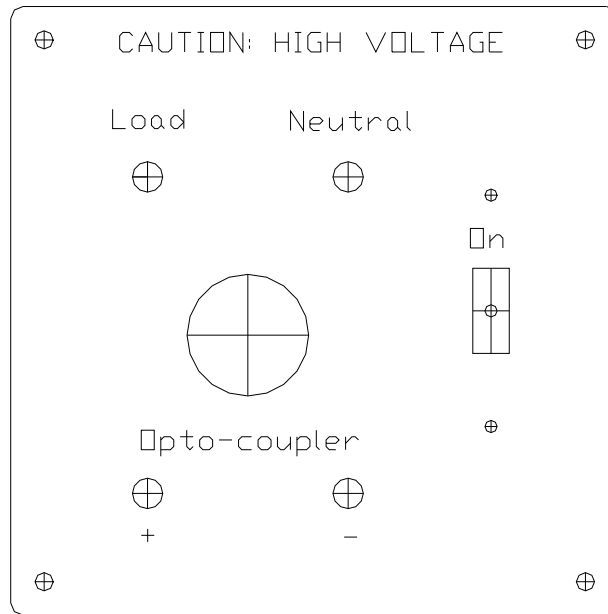 CAUTION: HIGH VOLTAGE
Load Neutral
On
Opto-coupler
+ -